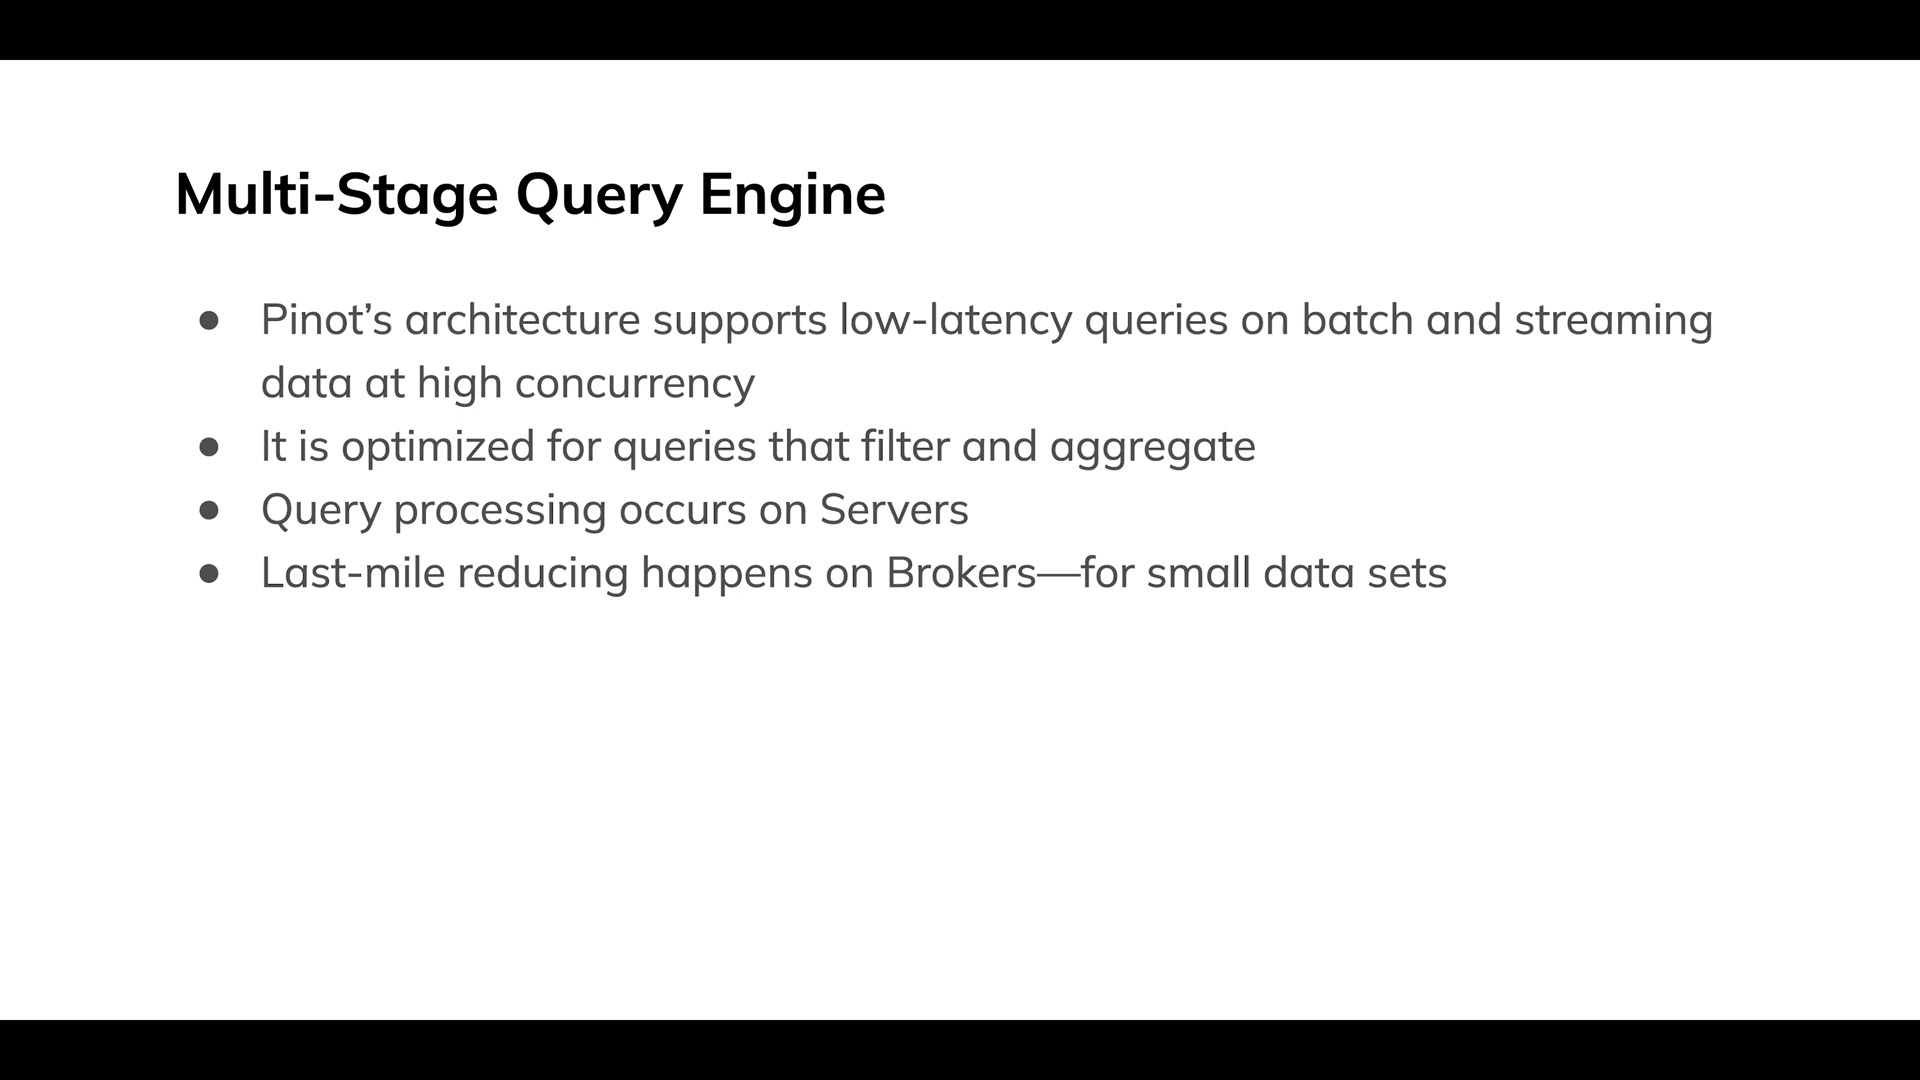 Multi-Stage Query Engine
● Pinot’s architecture supports low-latency queries on batch and streaming
data at high concurrency
● It is optimized for queries that filter and aggregate
● Query processing occurs on Servers
● Last-mile reducing happens on Brokers—for small data sets